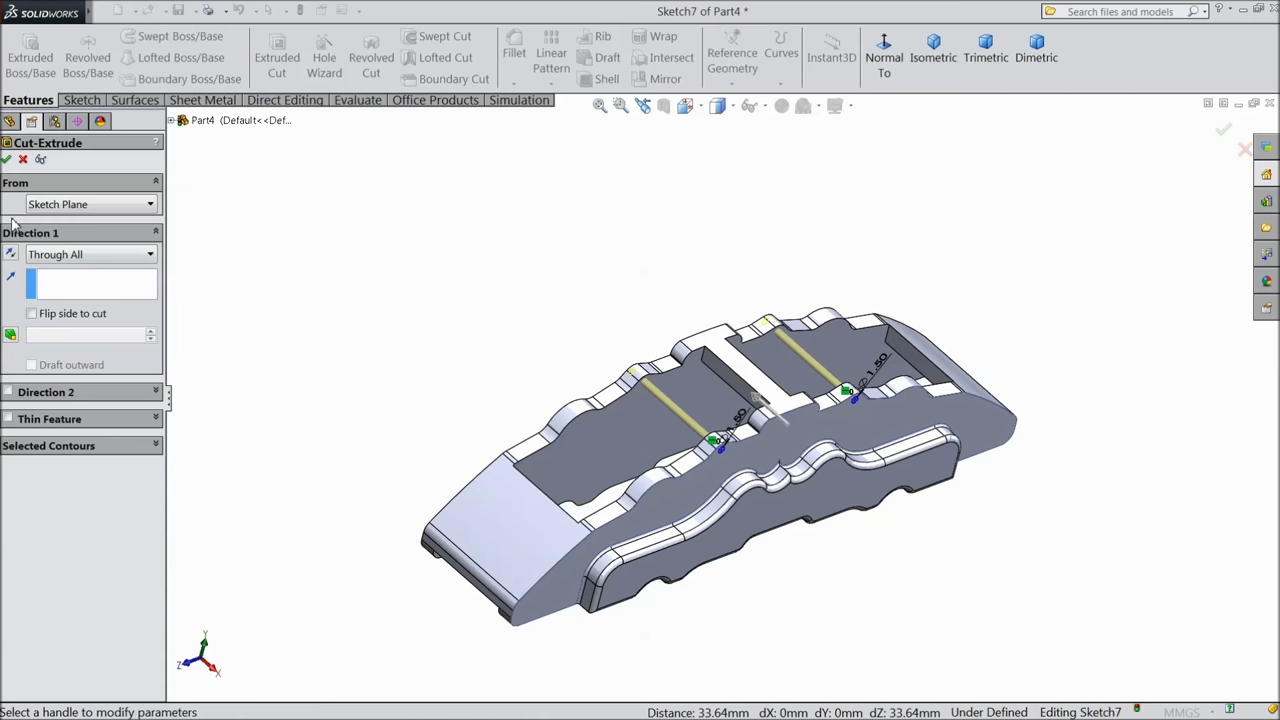 SOLIDWORKS
Sketch7 of Part4 *
Search files and models
Extruded Boss/Base
Revolved Boss/Base
Swept Boss/Base
Lofted Boss/Base
Boundary Boss/Base
Extruded Cut
Hole Wizard
Revolved Cut
Swept Cut
Lofted Cut
Boundary Cut
Fillet
Linear Pattern
Rib
Draft
Shell
Wrap
Intersect
Mirror
Reference Geometry
Curves
Instant3D
Normal To
Isometric
Trimetric
Dimetric
Features
Sketch
Surfaces
Sheet Metal
Direct Editing
Evaluate
Office Products
Simulation
Part4 (Default<<Def...
Cut-Extrude
?
From
Sketch Plane
Direction 1
Through All
Flip side to cut
Draft outward
Direction 2
Thin Feature
Selected Contours
1.50
Y
Z
X
Select a handle to modify parameters
Distance: 33.64mm dX: 0mm dY: 0mm dZ: 33.64mm Under Defined Editing Sketch7 MMGS